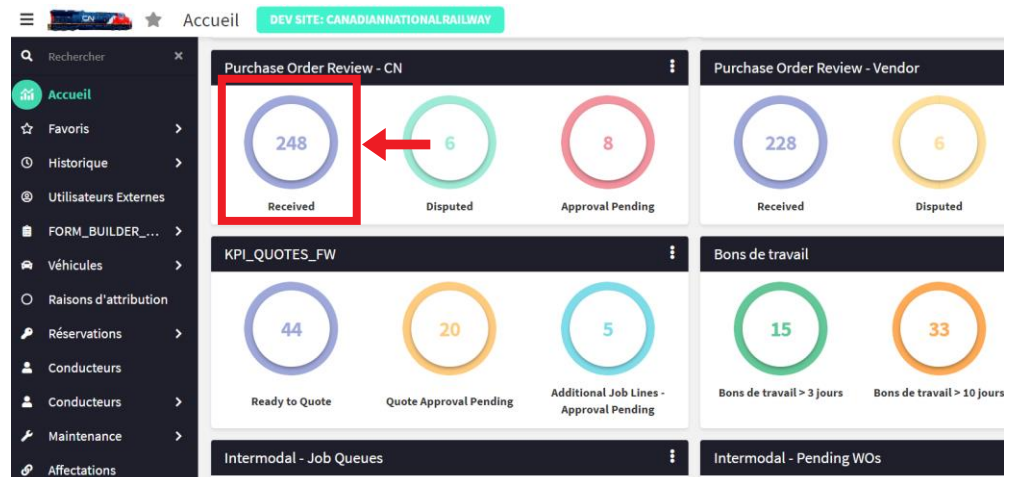 CN
Accueil
DEV SITE: CANADIANNATIONALRAILWAY
Rechercher
Accueil
Favoris
Historique
Utilisateurs Externes
FORM_BUILDER_...
Véhicules
Raisons d'attribution
Réservations
Conducteurs
Conducteurs
Maintenance
Affectations
Purchase Order Review - CN
248
6
8
Received
Disputed
Approval Pending
Purchase Order Review - Vendor
228
6
Received
Disputed
KPI_QUOTES_FW
44
20
5
Ready to Quote
Quote Approval Pending
Additional Job Lines -
Approval Pending
Bons de travail
15
33
Bons de travail > 3 jours
Bons de travail > 10 jours
Intermodal - Job Queues
Intermodal - Pending WOs